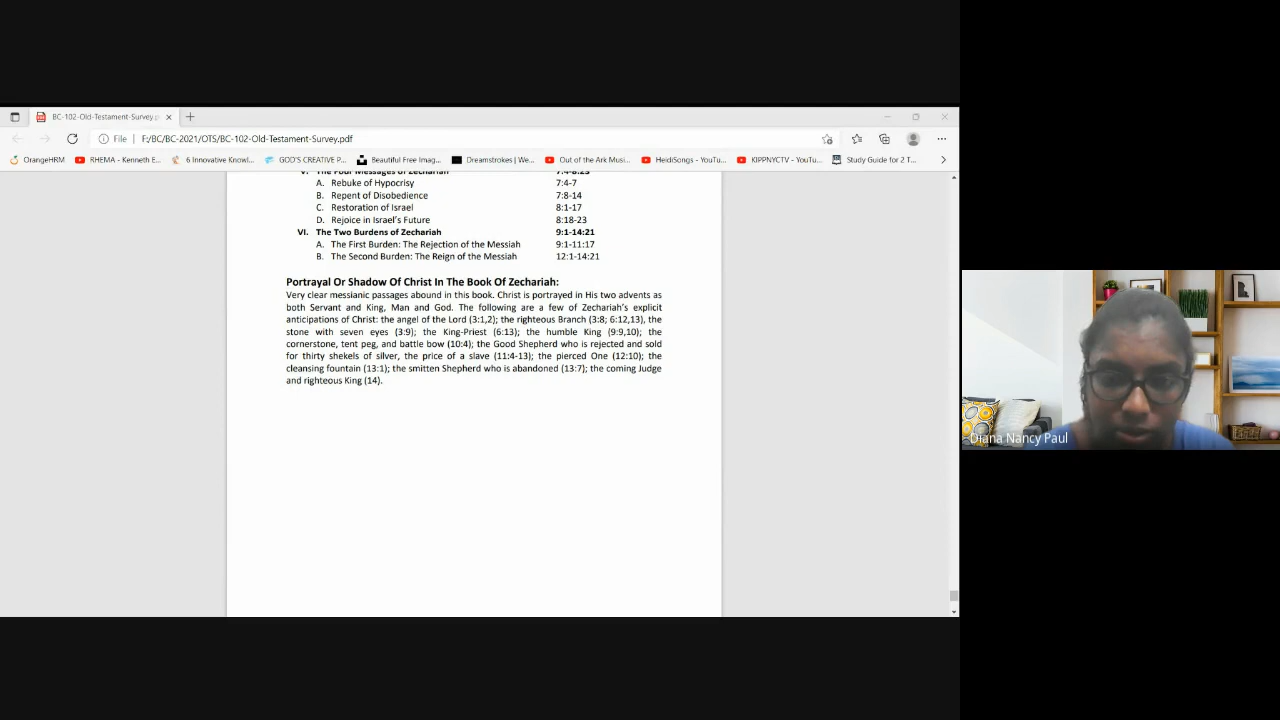 BC-102-Old-Testament-Survey.p
File F:/BC/BC-2021/OTS/BC-102-Old-Testament-Survey.pdf
OrangeHRM RHEMA - Kenneth E... 6 Innovative Knowl... GOD'S CREATIVE P... Beautiful Free Imag... Dreamstrokes | We... Out of the Ark Musi... HeidiSongs - YouTu... KIPPNYCTV - YouTu... Study Guide for 2 T...
V. The Four Messages of Zechariah 7:4-8:23
A. Rebuke of Hypocrisy 7:4-7
B. Repent of Disobedience 7:8-14
C. Restoration of Israel 8:1-17
D. Rejoice in Israel's Future 8:18-23
VI. The Two Burdens of Zechariah 9:1-14:21
A. The First Burden: The Rejection of the Messiah 9:1-11:17
B. The Second Burden: The Reign of the Messiah 12:1-14:21
Portrayal Or Shadow Of Christ In The Book Of Zechariah:
Very clear messianic passages abound in this book. Christ is portrayed in His two advents as
both Servant and King, Man and God. The following are a few of Zechariah's explicit
anticipations of Christ: the angel of the Lord (3:1,2); the righteous Branch (3:8; 6:12,13), the
stone with seven eyes (3:9); the King-Priest (6:13); the humble King (9:9,10); the
cornerstone, tent peg, and battle bow (10:4); the Good Shepherd who is rejected and sold
for thirty shekels of silver, the price of a slave (11:4-13); the pierced One (12:10); the
cleansing fountain (13:1); the smitten Shepherd who is abandoned (13:7); the coming Judge
and righteous King (14).
Diana Nancy Paul